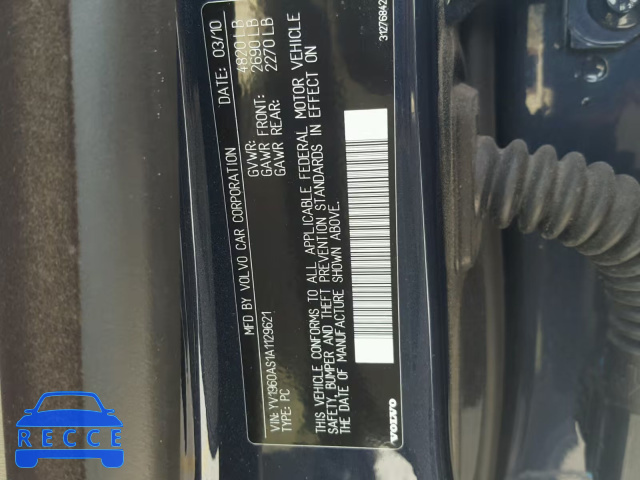 MFD BY VOLVO CAR CORPORATION DATE: 03/10
GVWR: 4820 LB
GAWR FRONT: 2690 LB
GAWR REAR: 2270 LB
VIN: YV1960AS1A1129621
TYPE: PC
THIS VEHICLE CONFORMS TO ALL APPLICABLE FEDERAL MOTOR VEHICLE
SAFETY, BUMPER AND THEFT PREVENTION STANDARDS IN EFFECT ON
THE DATE OF MANUFACTURE SHOWN ABOVE.
VOLVO
RECCE